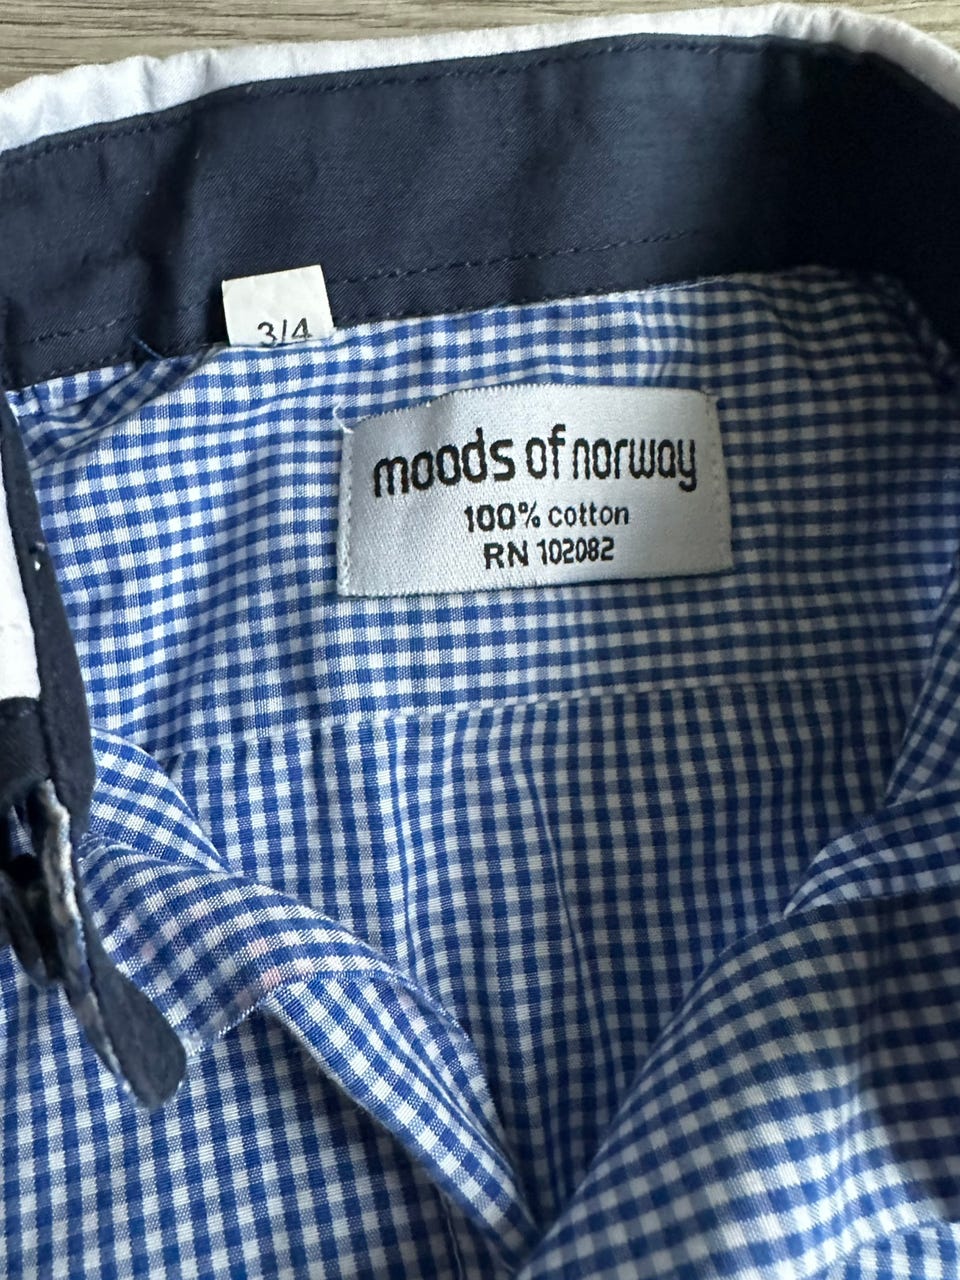 3/4
moods of norway
100% cotton
RN 102082